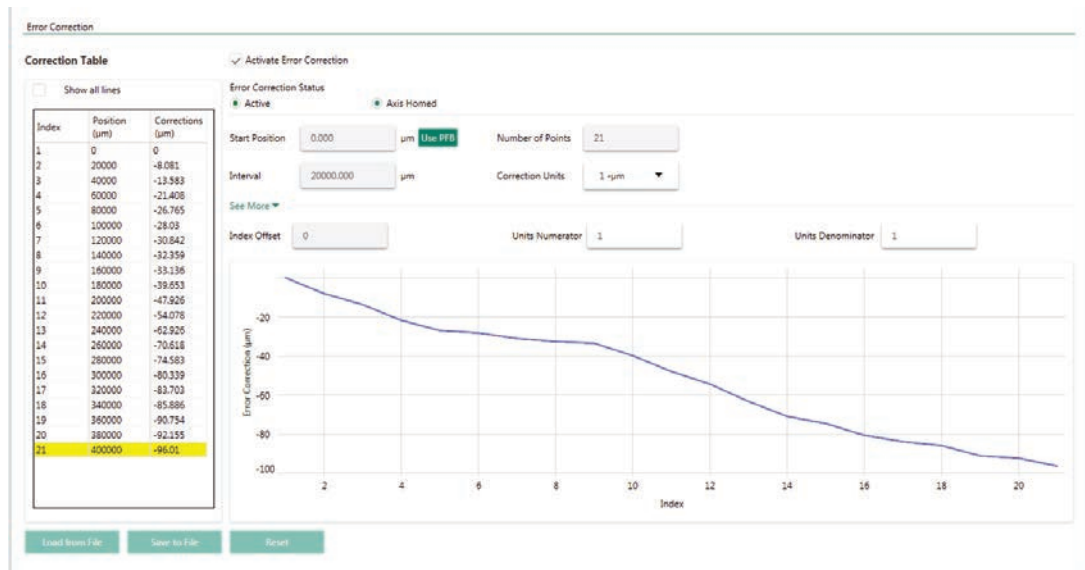 Error Correction
Correction Table
Activate Error Correction
Show all lines
Error Correction Status
Active
Axis Homed
Index Position (µm) Corrections (µm)
1 0 0
2 20000 -8.081
3 40000 -13.583
4 60000 -21.408
5 80000 -26.765
6 100000 -28.03
7 120000 -30.842
8 140000 -32.359
9 160000 -33.136
10 180000 -39.653
11 200000 -47.926
12 220000 -54.078
13 240000 -62.926
14 260000 -70.618
15 280000 -74.583
16 300000 -80.339
17 320000 -83.703
18 340000 -85.886
19 360000 -90.754
20 380000 -92.155
21 400000 -96.01
Start Position 0.000 µm Use PFB Number of Points 21
Interval 20000.000 µm Correction Units 1 -µm
See More
Index Offset 0 Units Numerator 1 Units Denominator 1
Error Correction (µm)
-20
-40
-60
-80
-100
2 4 6 8 10 12 14 16 18 20
Index
Load from File Save to File Reset